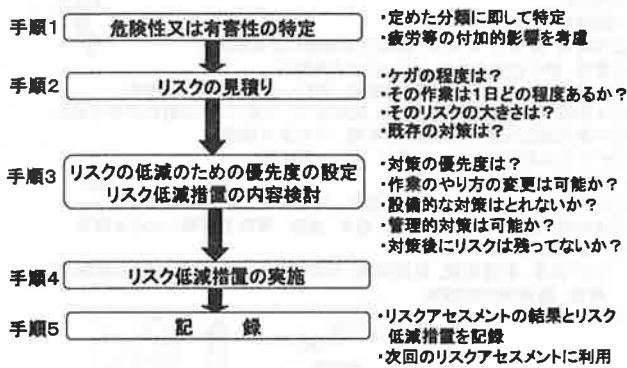 手順1 危険性又は有害性の特定
・定めた分類に即して特定
・疲労等の付加的影響を考慮
手順2 リスクの見積り
・ケガの程度は？
・その作業は1日どの程度あるか？
・そのリスクの大きさは？
・既存の対策は？
手順3 リスクの低減のための優先度の設定
リスク低減措置の内容検討
・対策の優先度は？
・作業のやり方の変更は可能か？
・設備的な対策はとれないか？
・管理的対策は可能か？
・対策後にリスクは残ってないか？
手順4 リスク低減措置の実施
手順5 記　録
・リスクアセスメントの結果とリスク
低減措置を記録
・次回のリスクアセスメントに利用